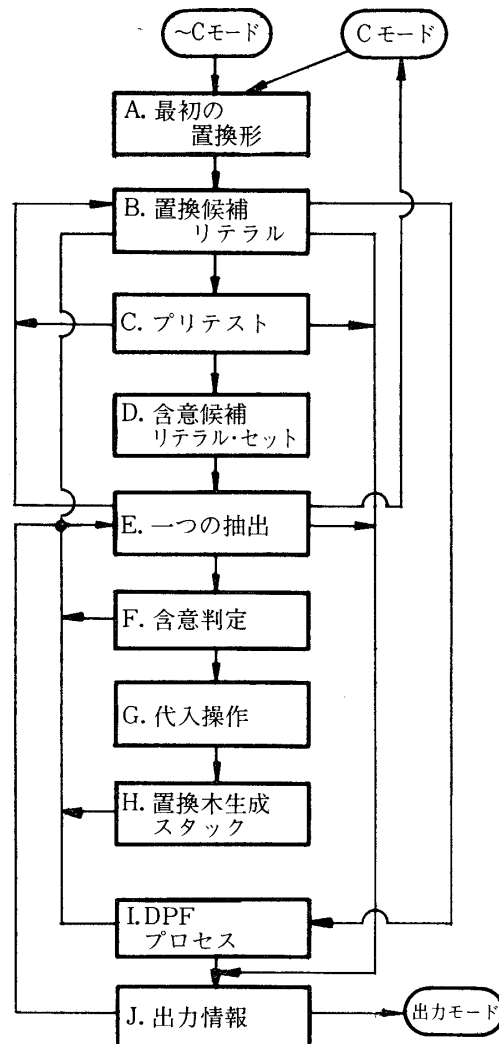 ~Cモード
Cモード
A. 最初の
置換形
B. 置換候補
リテラル
C. プリテスト
D. 含意候補
リテラル・セット
E. 一つの抽出
F. 含意判定
G. 代入操作
H. 置換木生成
スタック
I. DPF
プロセス
J. 出力情報
出力モード